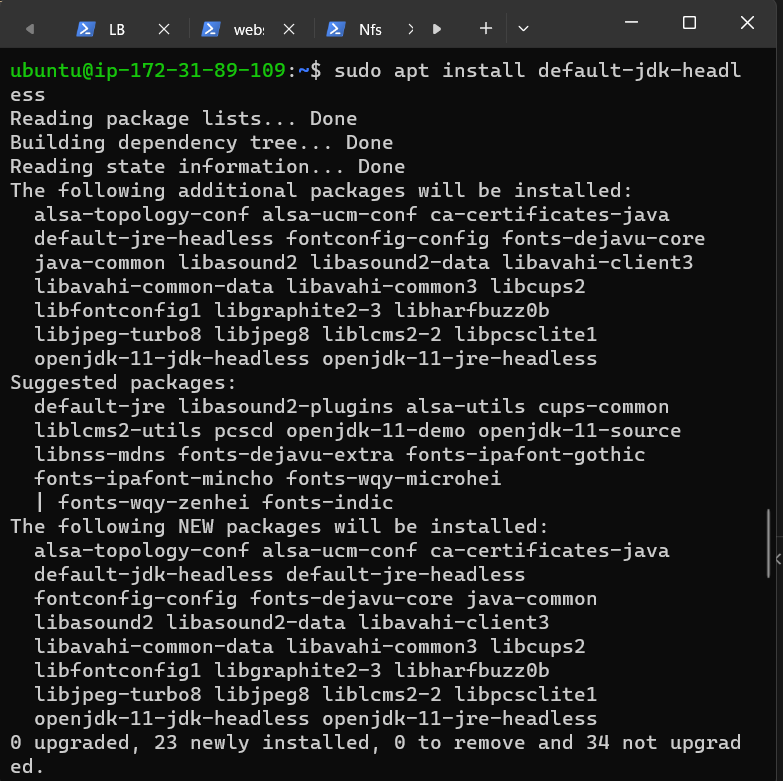 LB
web:
Nfs
ubuntu@ip-172-31-89-109:~$ sudo apt install default-jdk-headl
ess
Reading package lists... Done
Building dependency tree... Done
Reading state information... Done
The following additional packages will be installed:
  alsa-topology-conf alsa-ucm-conf ca-certificates-java
  default-jre-headless fontconfig-config fonts-dejavu-core
  java-common libasound2 libasound2-data libavahi-client3
  libavahi-common-data libavahi-common3 libcups2
  libfontconfig1 libgraphite2-3 libharfbuzz0b
  libjpeg-turbo8 libjpeg8 liblcms2-2 libpcsclite1
  openjdk-11-jdk-headless openjdk-11-jre-headless
Suggested packages:
  default-jre libasound2-plugins alsa-utils cups-common
  liblcms2-utils pcscd openjdk-11-demo openjdk-11-source
  libnss-mdns fonts-dejavu-extra fonts-ipafont-gothic
  fonts-ipafont-mincho fonts-wqy-microhei
  | fonts-wqy-zenhei fonts-indic
The following NEW packages will be installed:
  alsa-topology-conf alsa-ucm-conf ca-certificates-java
  default-jdk-headless default-jre-headless
  fontconfig-config fonts-dejavu-core java-common
  libasound2 libasound2-data libavahi-client3
  libavahi-common-data libavahi-common3 libcups2
  libfontconfig1 libgraphite2-3 libharfbuzz0b
  libjpeg-turbo8 libjpeg8 liblcms2-2 libpcsclite1
  openjdk-11-jdk-headless openjdk-11-jre-headless
0 upgraded, 23 newly installed, 0 to remove and 34 not upgrad
ed.